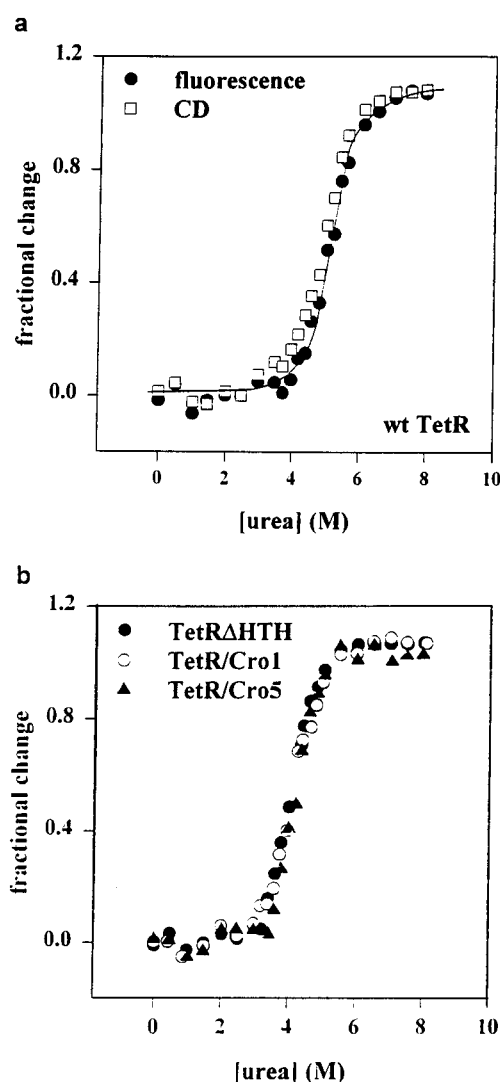 a
1.2
fluorescence
CD
0.8
fractional change
0.4
0.0
wt TetR
0 2 4 6 8 10
[urea] (M)
b
1.2
TetRΔHTH
TetR/Cro1
TetR/Cro5
0.8
fractional change
0.4
0.0
0 2 4 6 8 10
[urea] (M)